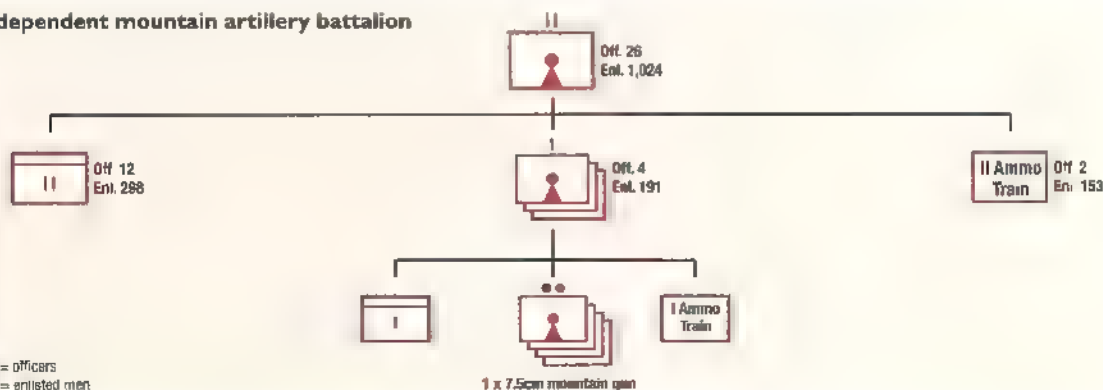 dependent mountain artillery battalion
II
Off. 26
Enl. 1,024
II
Off 12
Enl. 298
1
Off. 4
Enl. 191
II Ammo
Train
Off 2
Enl 153
I
I Ammo
Train
= officers
= enlisted men
1 x 7.5cm mountain gun